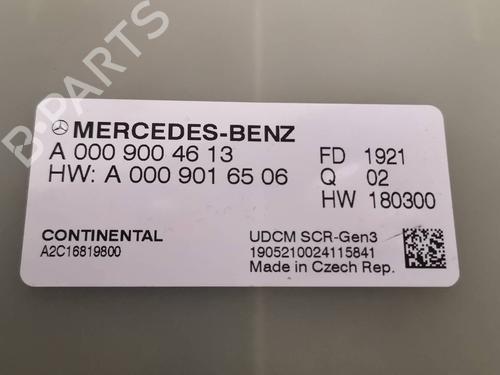 MERCEDES-BENZ
A 000 900 46 13
HW: A 000 901 65 06
FD 1921
Q 02
HW 180300
CONTINENTAL
A2C16819800
UDCM SCR-Gen3
1905210024115841
Made in Czech Rep.
B-PARTS